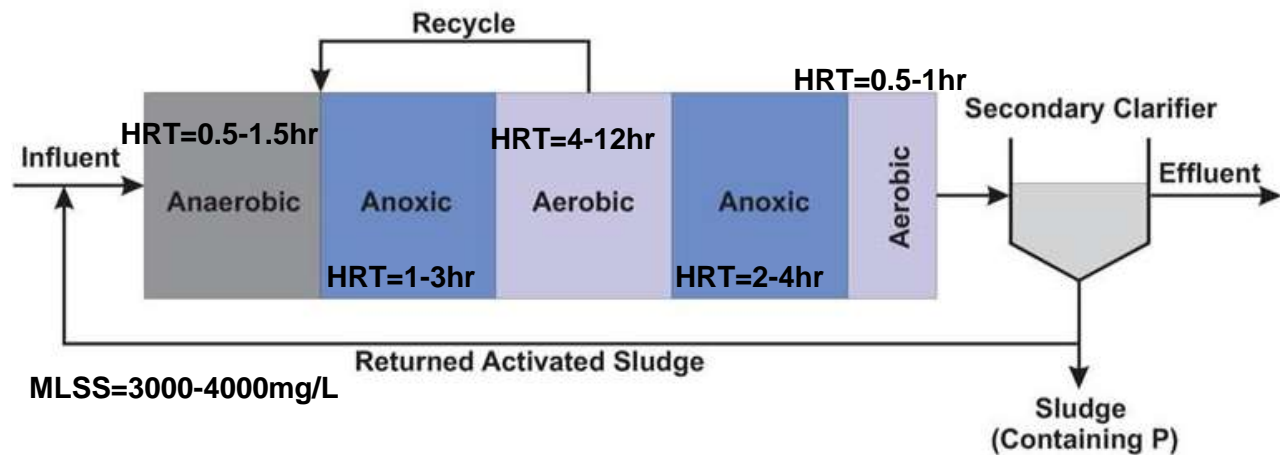 Recycle
HRT=0.5-1hr
Secondary Clarifier
HRT=0.5-1.5hr
HRT=4-12hr
Influent
Effluent
Anaerobic
Anoxic
Aerobic
Anoxic
Aerobic
HRT=1-3hr
HRT=2-4hr
Returned Activated Sludge
MLSS=3000-4000mg/L
Sludge
(Containing P)